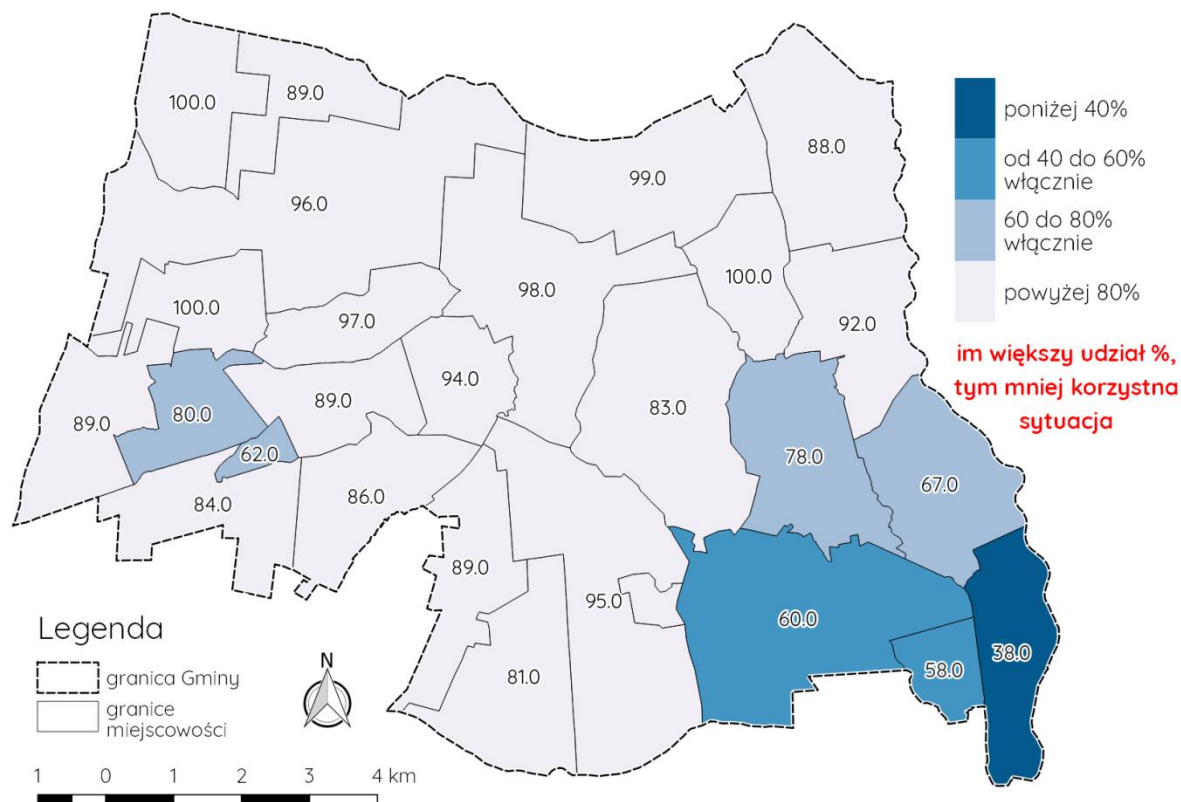 100.0
89.0
88.0
99.0
96.0
100.0
98.0
100.0
92.0
97.0
94.0
89.0
83.0
80.0
89.0
62.0
78.0
67.0
86.0
84.0
89.0
95.0
60.0
38.0
58.0
81.0
poniżej 40%
od 40 do 60%
włącznie
60 do 80%
włącznie
powyżej 80%
im większy udział %,
tym mniej korzystna
sytuacja
Legenda
granica Gminy
granice
miejscowości
N
1 0 1 2 3 4 km